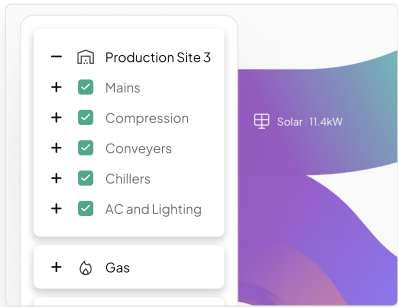 Production Site 3
Mains
Compression
Conveyers
Chillers
AC and Lighting
Gas
Solar 11.4kW